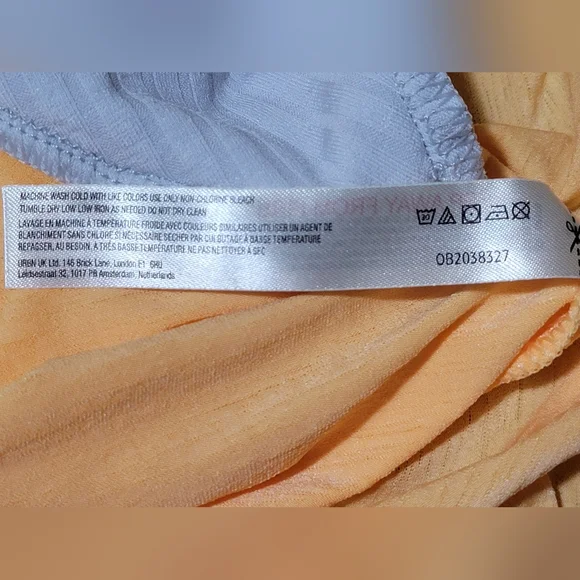 MACHINE WASH COLD WITH LIKE COLORS USE ONLY NON-CHLORINE BLEACH
TUMBLE DRY LOW LOW IRON AS NEEDED DO NOT DRY CLEAN
LAVAGE EN MACHINE À TEMPÉRATURE FROIDE AVEC COULEURS SIMILAIRES UTILISER UN AGENT DE
BLANCHIMENT SANS CHLORE SI NÉCESSAIRE SÉCHER PAR CULBUTAGE À BASSE TEMPÉRATURE
REPASSER, AU BESOIN, À TRÈS BASSE TEMPÉRATURE NE PAS NETTOYER À SEC
URBN UK Ltd. 146 Brick Lane, London E1 6RU
Leidsestraat 32, 1017 PB Amsterdam, Netherlands
OB2038327